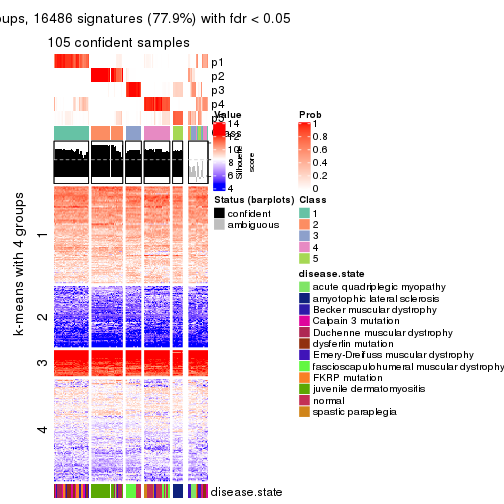 oups, 16486 signatures (77.9%) with fdr < 0.05
105 confident samples
p1
p2
p3
p4
p5
Class
Silhouette
score
k-means with 4 groups
1
2
3
4
disease.state
Value
14
12
10
8
6
4
Prob
1
0.8
0.6
0.4
0.2
0
Status (barplots)
confident
ambiguous
Class
1
2
3
4
5
disease.state
acute quadriplegic myopathy
amyotophic lateral sclerosis
Becker muscular dystrophy
Calpain 3 mutation
Duchenne muscular dystrophy
dysferlin mutation
Emery-Dreifuss muscular dystrophy
fascioscapulohumeral muscular dystrophy
FKRP mutation
juvenile dermatomyositis
normal
spastic paraplegia